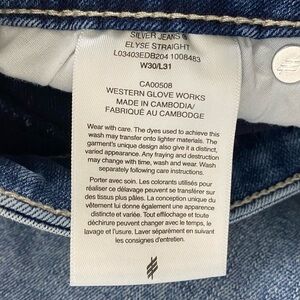 SILVER JEANS ®
ELYSE STRAIGHT
L03403EDB204 1008483
W30/L31
CA00508
WESTERN GLOVE WORKS
MADE IN CAMBODIA/
FABRIQUÉ AU CAMBODGE
Wear with care. The dyes used to achieve this
wash may transfer onto lighter materials. The
garment's unique design also give it a distinct,
varied appearance. Any fraying and destruction
may change with time, wash and wear. Wash
separately following care instructions.
Porter avec soin. Les colorants utilisés pour
réaliser ce délavage peuvent se transférer sur
des tissus plus pâles. La conception unique du
vêtement lui donne également une apparence
distincte et variée. Tout effilochage et toute
déchirure peuvent changer avec le temps, le
lavage et l'usure. Laver séparément en suivant
les consignes d'entretien.